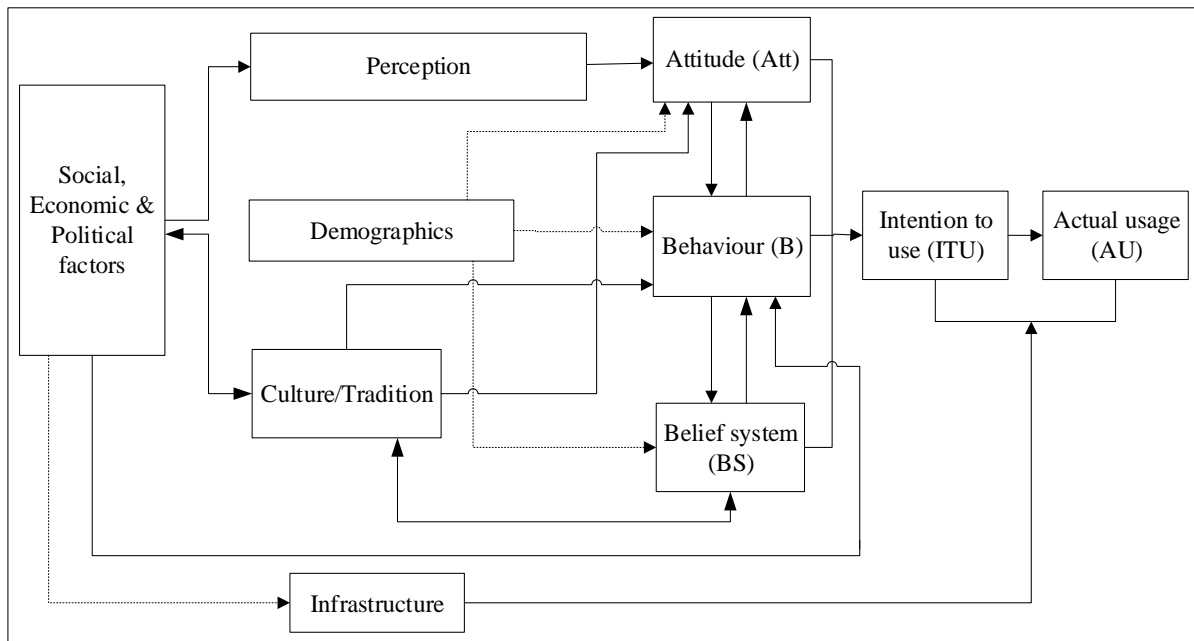 Perception
Attitude (Att)
Social,
Economic &
Political
factors
Demographics
Behaviour (B)
Intention to
use (ITU)
Actual usage
(AU)
Culture/Tradition
Belief system
(BS)
Infrastructure